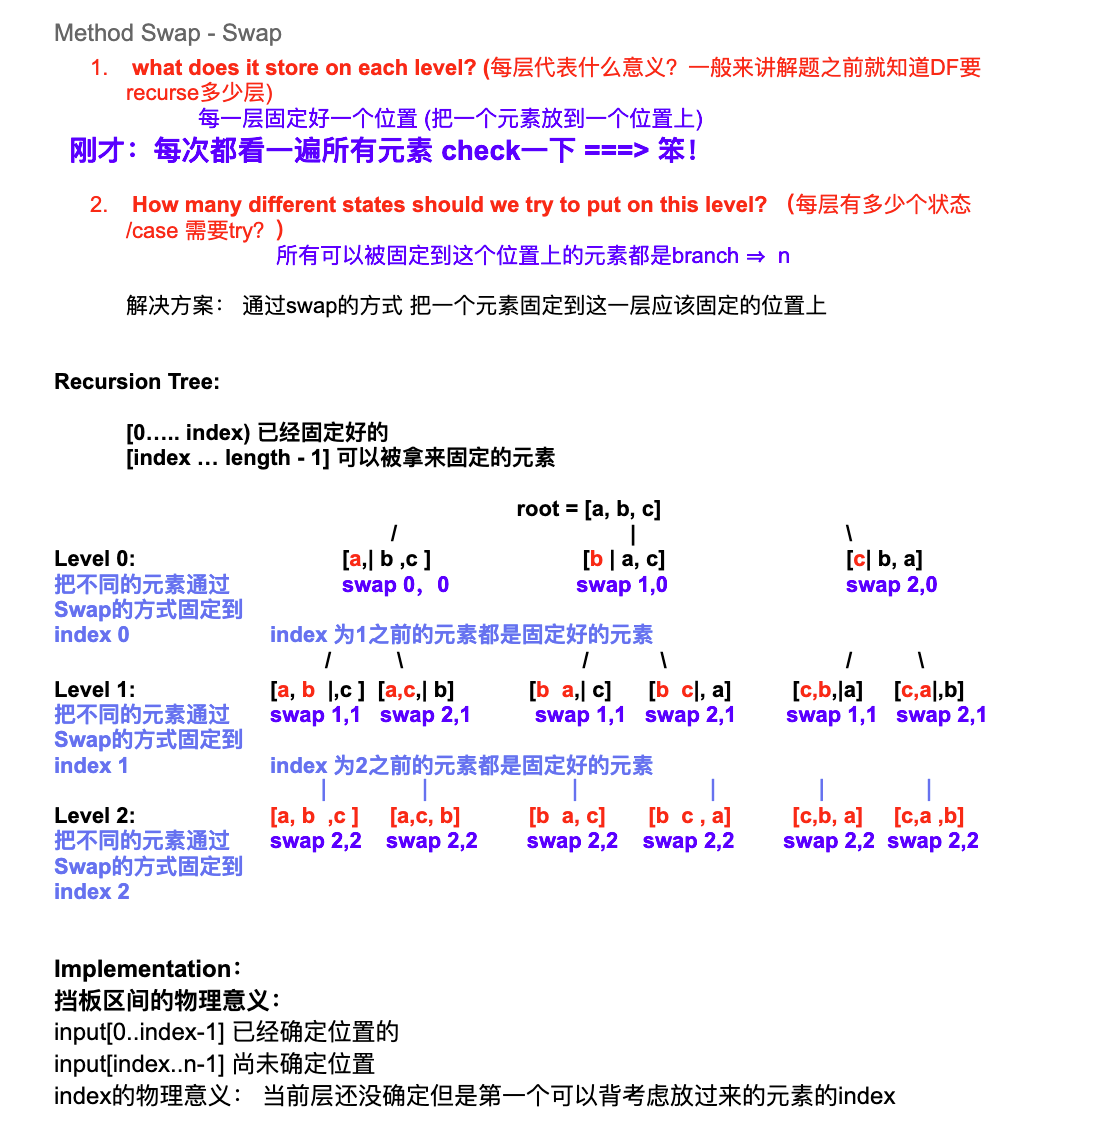 Method Swap - Swap
1. what does it store on each level? (每层代表什么意义？一般来讲解题之前就知道DF要
recurse多少层)
每一层固定好一个位置 (把一个元素放到一个位置上)
刚才：每次都看一遍所有元素 check一下 ===> 笨！
2. How many different states should we try to put on this level? （每层有多少个状态
/case 需要try？）
所有可以被固定到这个位置上的元素都是branch ⇒ n
解决方案： 通过swap的方式 把一个元素固定到这一层应该固定的位置上
Recursion Tree:
[0….. index) 已经固定好的
[index … length - 1] 可以被拿来固定的元素
root = [a, b, c]
/ | \
Level 0: [a,| b ,c ] [b | a, c] [c| b, a]
把不同的元素通过 swap 0，0 swap 1,0 swap 2,0
Swap的方式固定到
index 0 index 为1之前的元素都是固定好的元素
/ \ / \ / \
Level 1: [a, b |,c ] [a,c,| b] [b a,| c] [b c|, a] [c,b,|a] [c,a|,b]
把不同的元素通过 swap 1,1 swap 2,1 swap 1,1 swap 2,1 swap 1,1 swap 2,1
Swap的方式固定到
index 1 index 为2之前的元素都是固定好的元素
| | | | | |
Level 2: [a, b ,c ] [a,c, b] [b a, c] [b c , a] [c,b, a] [c,a ,b]
把不同的元素通过 swap 2,2 swap 2,2 swap 2,2 swap 2,2 swap 2,2 swap 2,2
Swap的方式固定到
index 2
Implementation：
挡板区间的物理意义：
input[0..index-1] 已经确定位置的
input[index..n-1] 尚未确定位置
index的物理意义： 当前层还没确定但是第一个可以背考虑放过来的元素的index